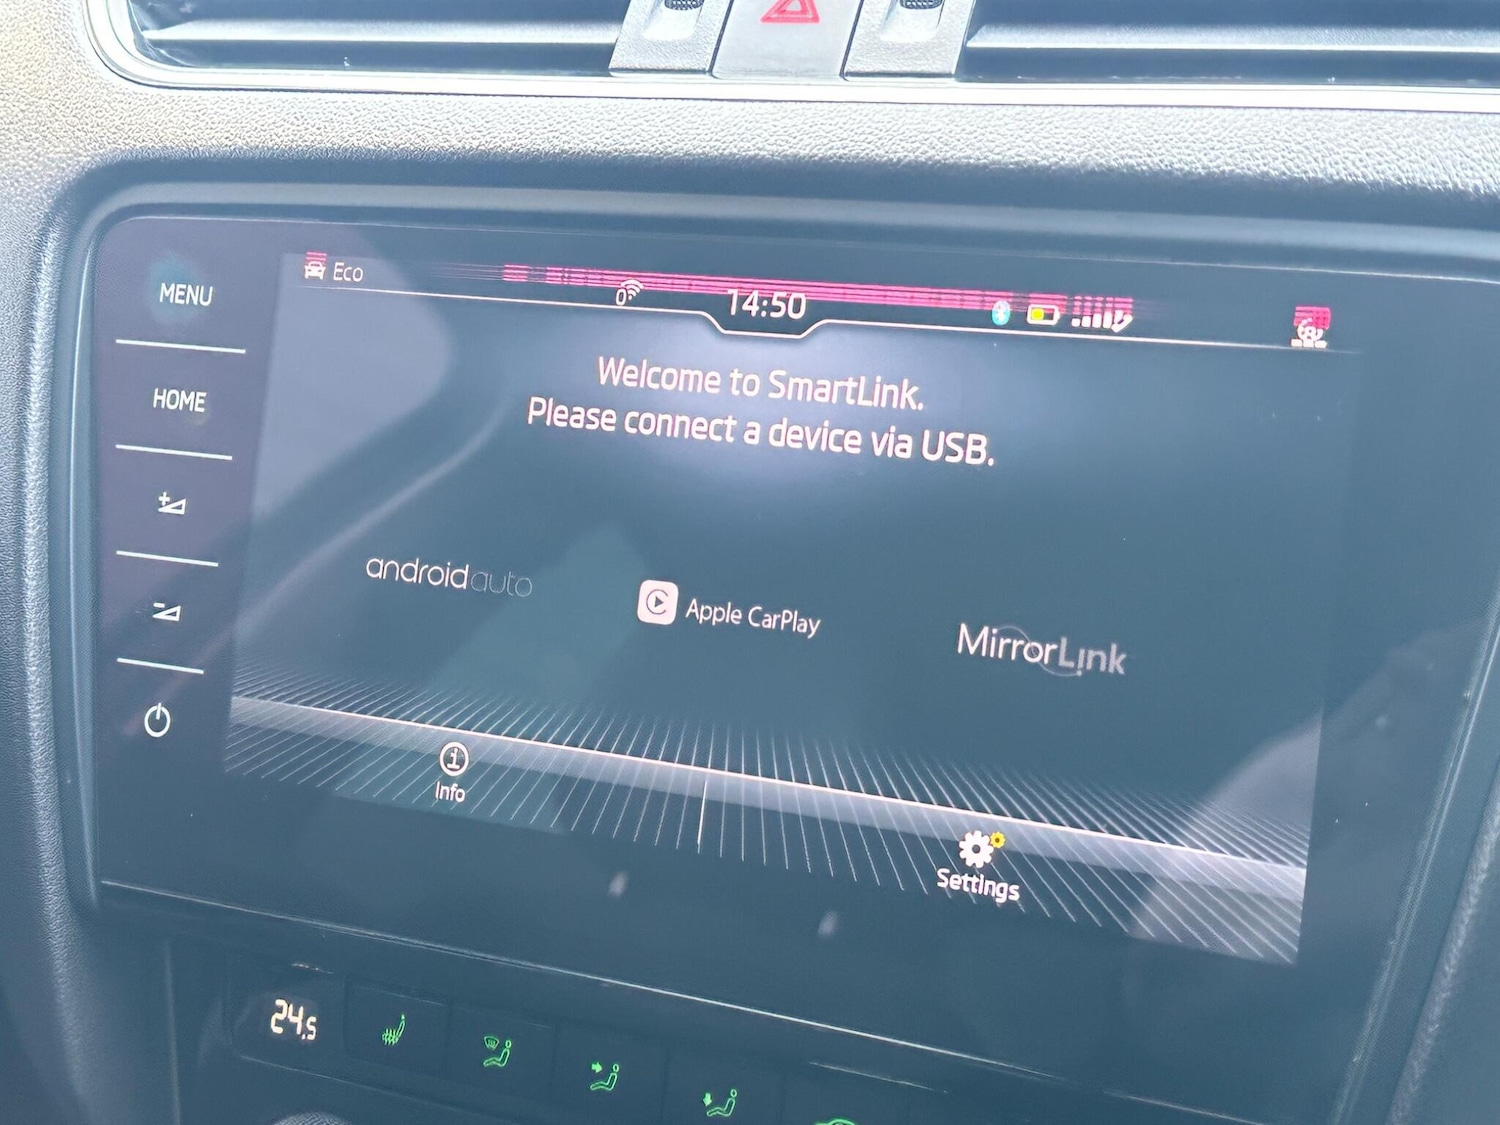 MENU
HOME
Eco
0
14:50
Welcome to SmartLink.
Please connect a device via USB.
androidauto
Apple CarPlay
MirrorLink
Info
Settings
24.5